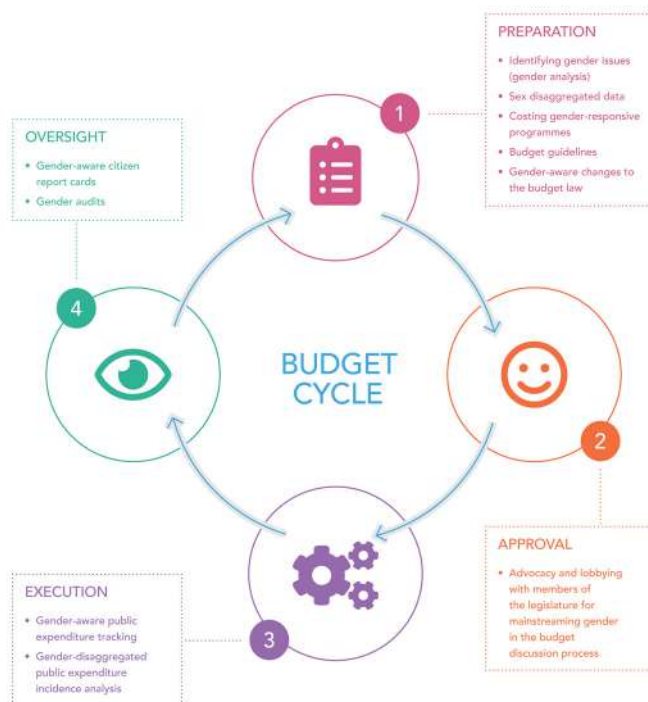 PREPARATION
• Identifying gender issues
(gender analysis)
• Sex disaggregated data
• Costing gender-responsive
programmes
• Budget guidelines
• Gender-aware changes to
the budget law
1
OVERSIGHT
• Gender-aware citizen
report cards
• Gender audits
4
BUDGET
CYCLE
2
APPROVAL
• Advocacy and lobbying
with members of
the legislature for
mainstreaming gender
in the budget
discussion process
EXECUTION
• Gender-aware public
expenditure tracking
• Gender-disaggregated
public expenditure
incidence analysis
3